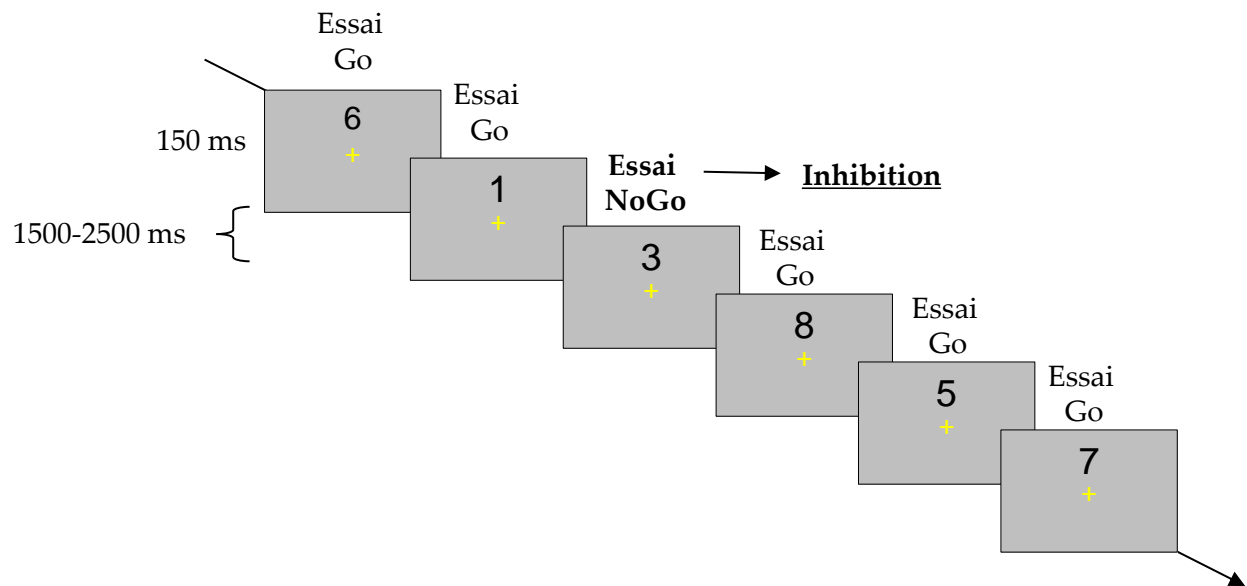 Essai
Go
6
+
150 ms
Essai
Go
1
+
1500-2500 ms
Essai
NoGo
Inhibition
3
+
Essai
Go
8
+
Essai
Go
5
+
Essai
Go
7
+